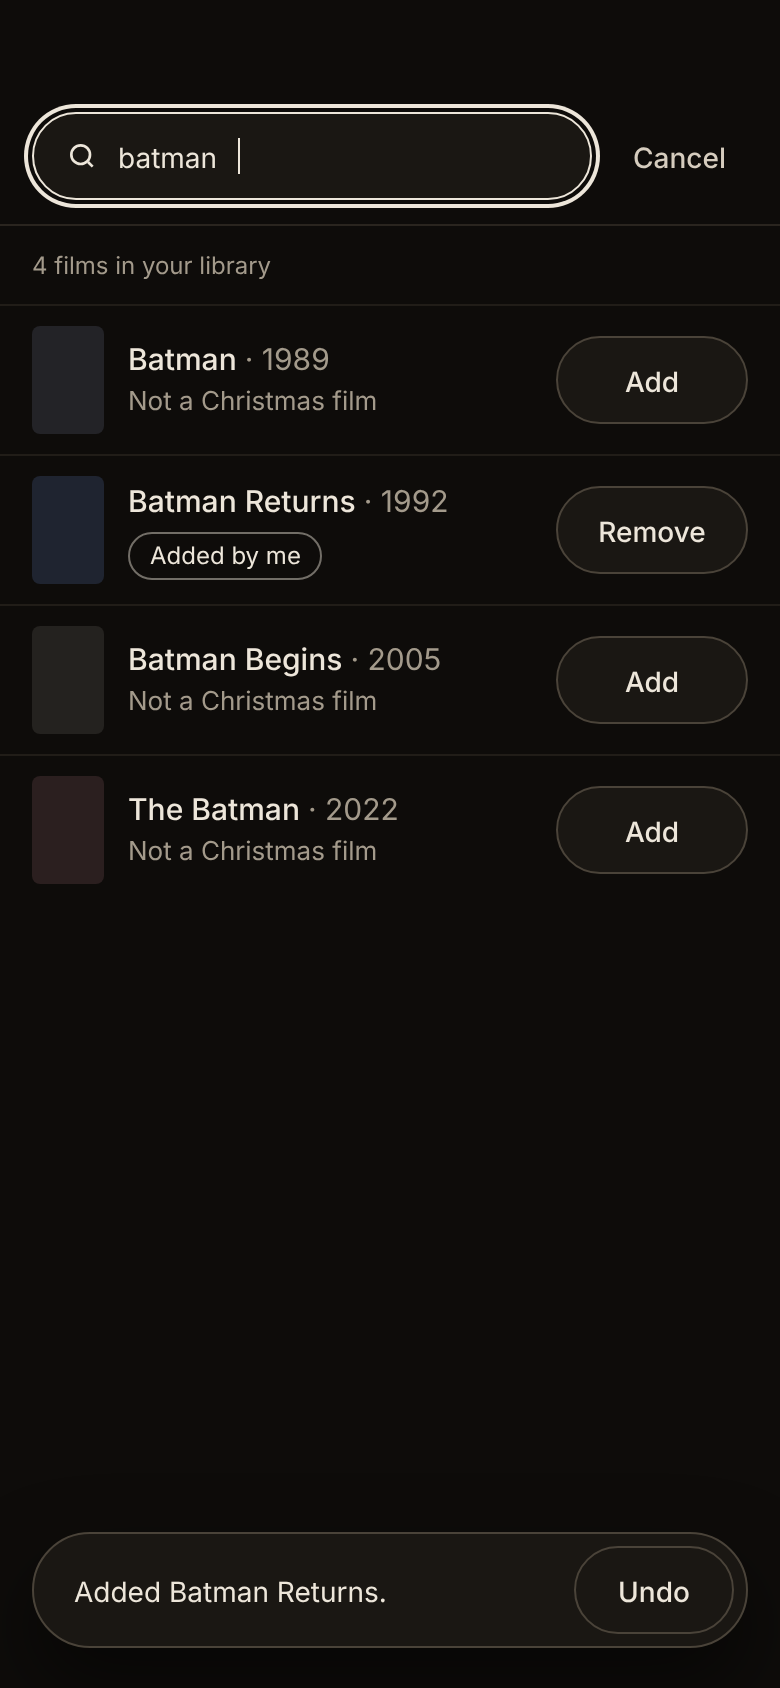 batman
Cancel
4 films in your library
Batman · 1989
Not a Christmas film
Add
Batman Returns · 1992
Added by me
Remove
Batman Begins · 2005
Not a Christmas film
Add
The Batman · 2022
Not a Christmas film
Add
Added Batman Returns.
Undo